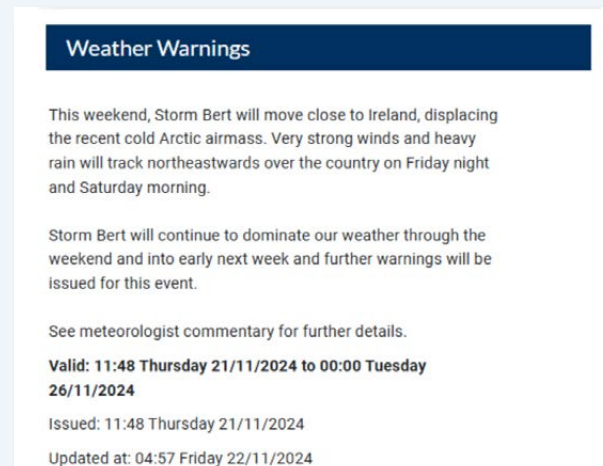 Weather Warnings
This weekend, Storm Bert will move close to Ireland, displacing
the recent cold Arctic airmass. Very strong winds and heavy
rain will track northeastwards over the country on Friday night
and Saturday morning.
Storm Bert will continue to dominate our weather through the
weekend and into early next week and further warnings will be
issued for this event.
See meteorologist commentary for further details.
Valid: 11:48 Thursday 21/11/2024 to 00:00 Tuesday
26/11/2024
Issued: 11:48 Thursday 21/11/2024
Updated at: 04:57 Friday 22/11/2024